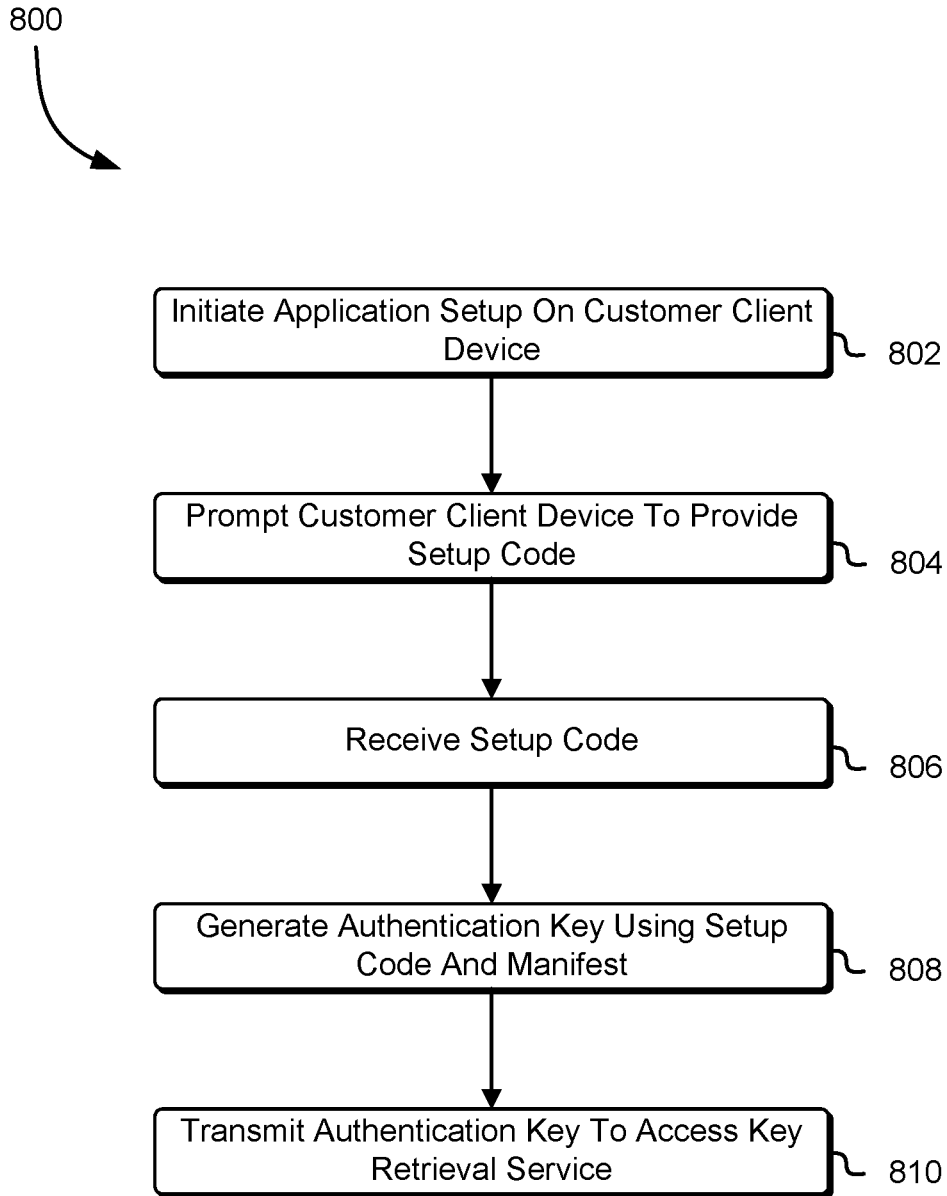 800
Initiate Application Setup On Customer Client
Device
802
Prompt Customer Client Device To Provide
Setup Code
804
Receive Setup Code
806
Generate Authentication Key Using Setup
Code And Manifest
808
Transmit Authentication Key To Access Key
Retrieval Service
810